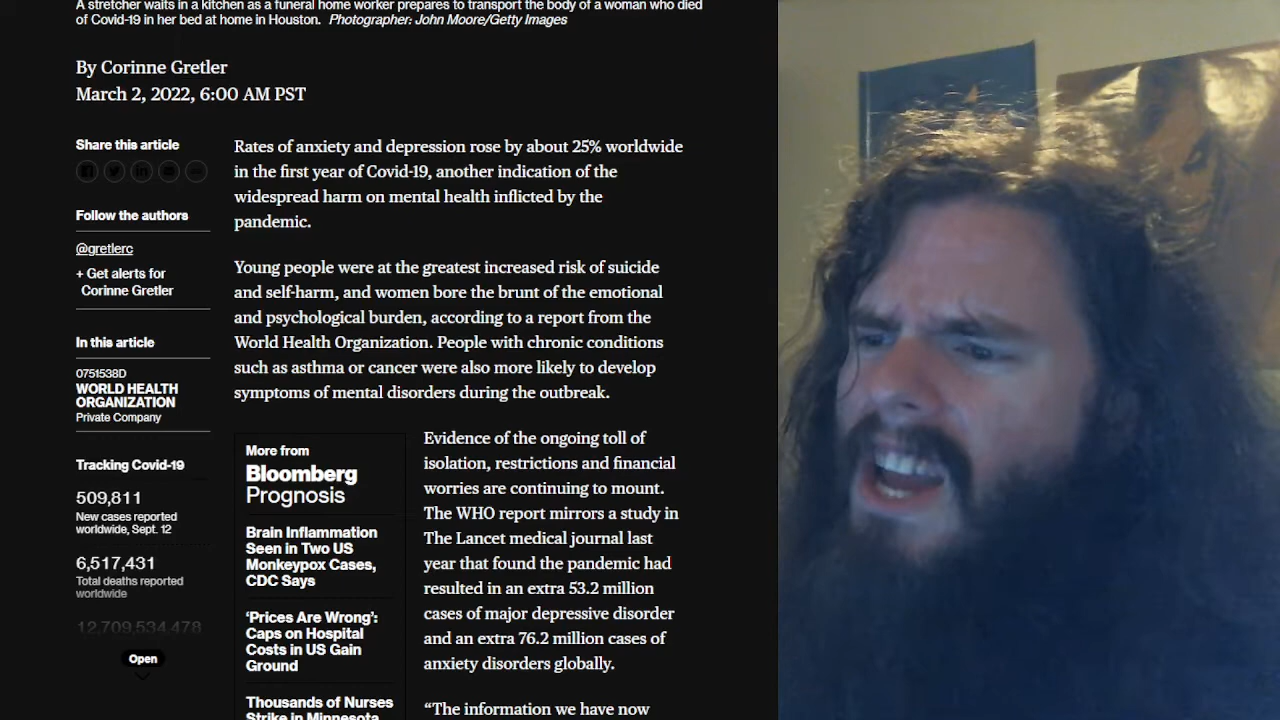 A stretcher waits in a kitchen as a funeral home worker prepares to transport the body of a woman who died
of Covid-19 in her bed at home in Houston. Photographer: John Moore/Getty Images
By Corinne Gretler
March 2, 2022, 6:00 AM PST
Share this article
Follow the authors
@gretlerc
+ Get alerts for
Corinne Gretler
In this article
0751538D
WORLD HEALTH
ORGANIZATION
Private Company
Tracking Covid-19
509,811
New cases reported
worldwide, Sept. 12
6,517,431
Total deaths reported
worldwide
12,709,534,478
Open
Rates of anxiety and depression rose by about 25% worldwide
in the first year of Covid-19, another indication of the
widespread harm on mental health inflicted by the
pandemic.
Young people were at the greatest increased risk of suicide
and self-harm, and women bore the brunt of the emotional
and psychological burden, according to a report from the
World Health Organization. People with chronic conditions
such as asthma or cancer were also more likely to develop
symptoms of mental disorders during the outbreak.
More from
Bloomberg
Prognosis
Brain Inflammation
Seen in Two US
Monkeypox Cases,
CDC Says
‘Prices Are Wrong’:
Caps on Hospital
Costs in US Gain
Ground
Thousands of Nurses
Strike in Minnesota
Evidence of the ongoing toll of
isolation, restrictions and financial
worries are continuing to mount.
The WHO report mirrors a study in
The Lancet medical journal last
year that found the pandemic had
resulted in an extra 53.2 million
cases of major depressive disorder
and an extra 76.2 million cases of
anxiety disorders globally.
“The information we have now